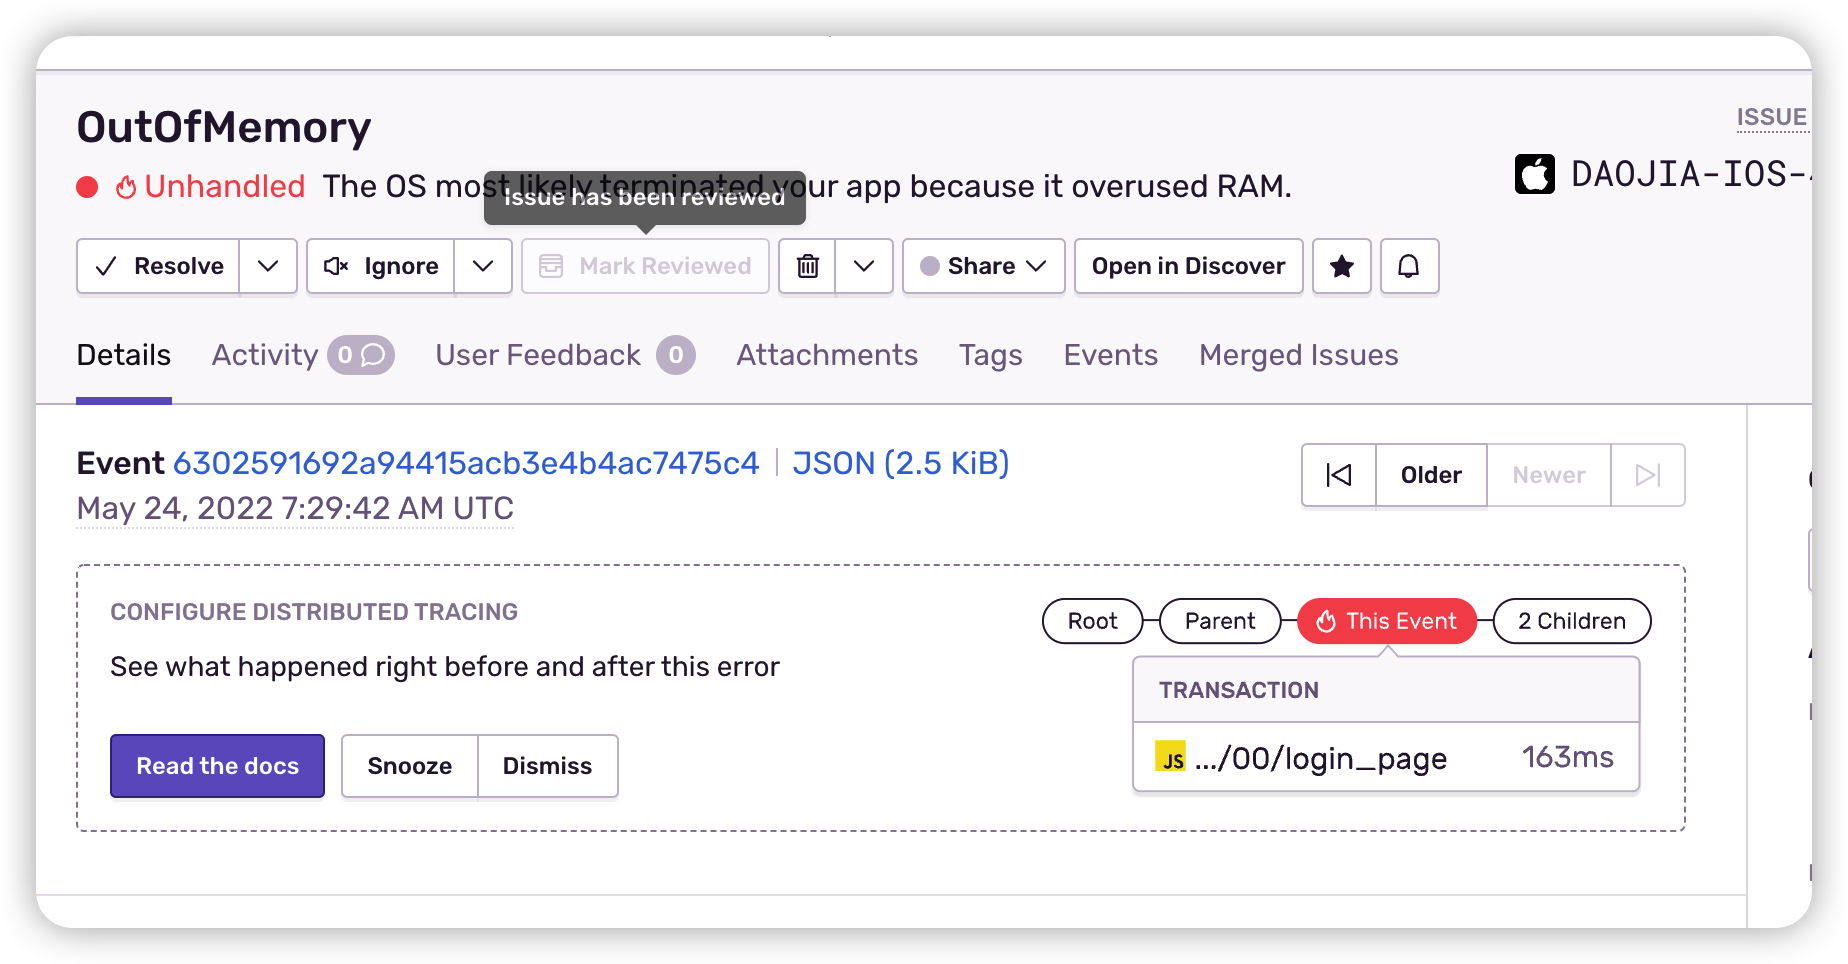 OutOfMemory
ISSUE
Unhandled The OS most likely terminated your app because it overused RAM.
DAOJIA-IOS-
Issue has been reviewed
Resolve Ignore Mark Reviewed Share Open in Discover
Details Activity 0 User Feedback 0 Attachments Tags Events Merged Issues
Event 6302591692a94415acb3e4b4ac7475c4 | JSON (2.5 KiB)
May 24, 2022 7:29:42 AM UTC
Older Newer
CONFIGURE DISTRIBUTED TRACING
See what happened right before and after this error
Read the docs Snooze Dismiss
Root Parent This Event 2 Children
TRANSACTION
JS .../00/login_page 163ms